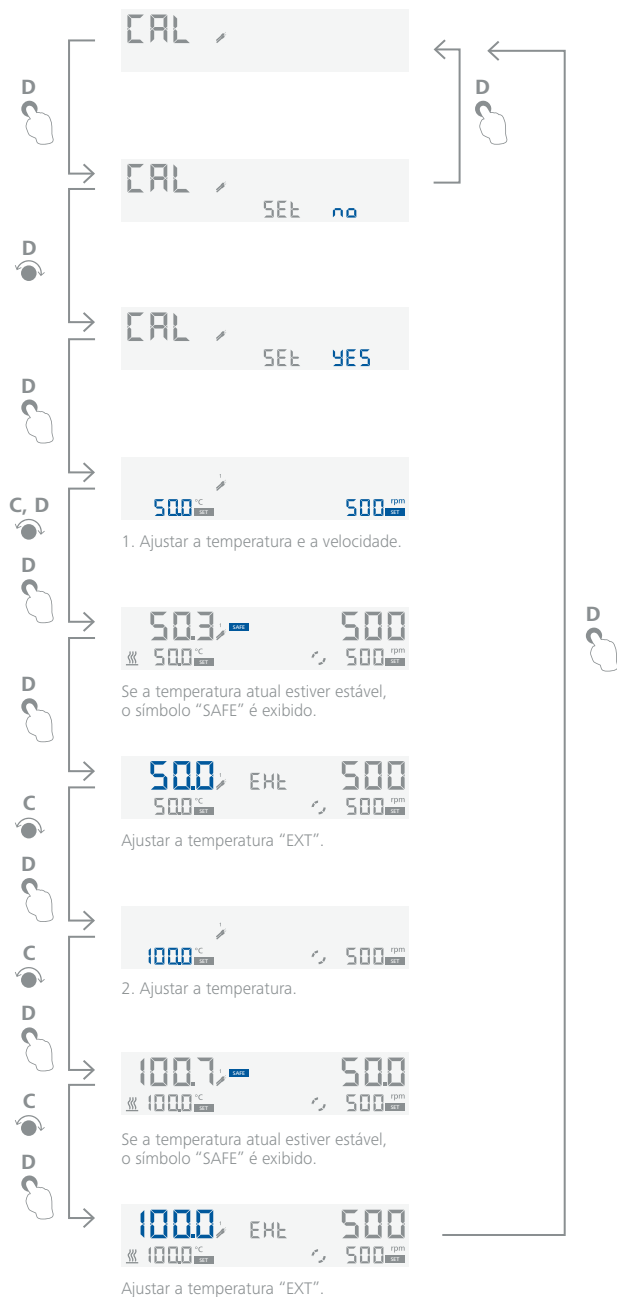 CAL
D
D
CAL
SET no
D
CAL
SET YES
D
50.0 °C SET 500 rpm SET
C, D
1. Ajustar a temperatura e a velocidade.
D
50.3 SAFE 500
50.0 °C SET 500 rpm SET
D
Se a temperatura atual estiver estável,
o símbolo “SAFE” é exibido.
D
50.0 EXt 500
50.0 °C SET 500 rpm SET
C
Ajustar a temperatura “EXT”.
D
100.0 °C SET 500 rpm SET
C
2. Ajustar a temperatura.
D
100.7 SAFE 50.0
100.0 °C SET 500 rpm SET
C
Se a temperatura atual estiver estável,
o símbolo “SAFE” é exibido.
D
100.0 EXt 500
100.0 °C SET 500 rpm SET
Ajustar a temperatura “EXT”.